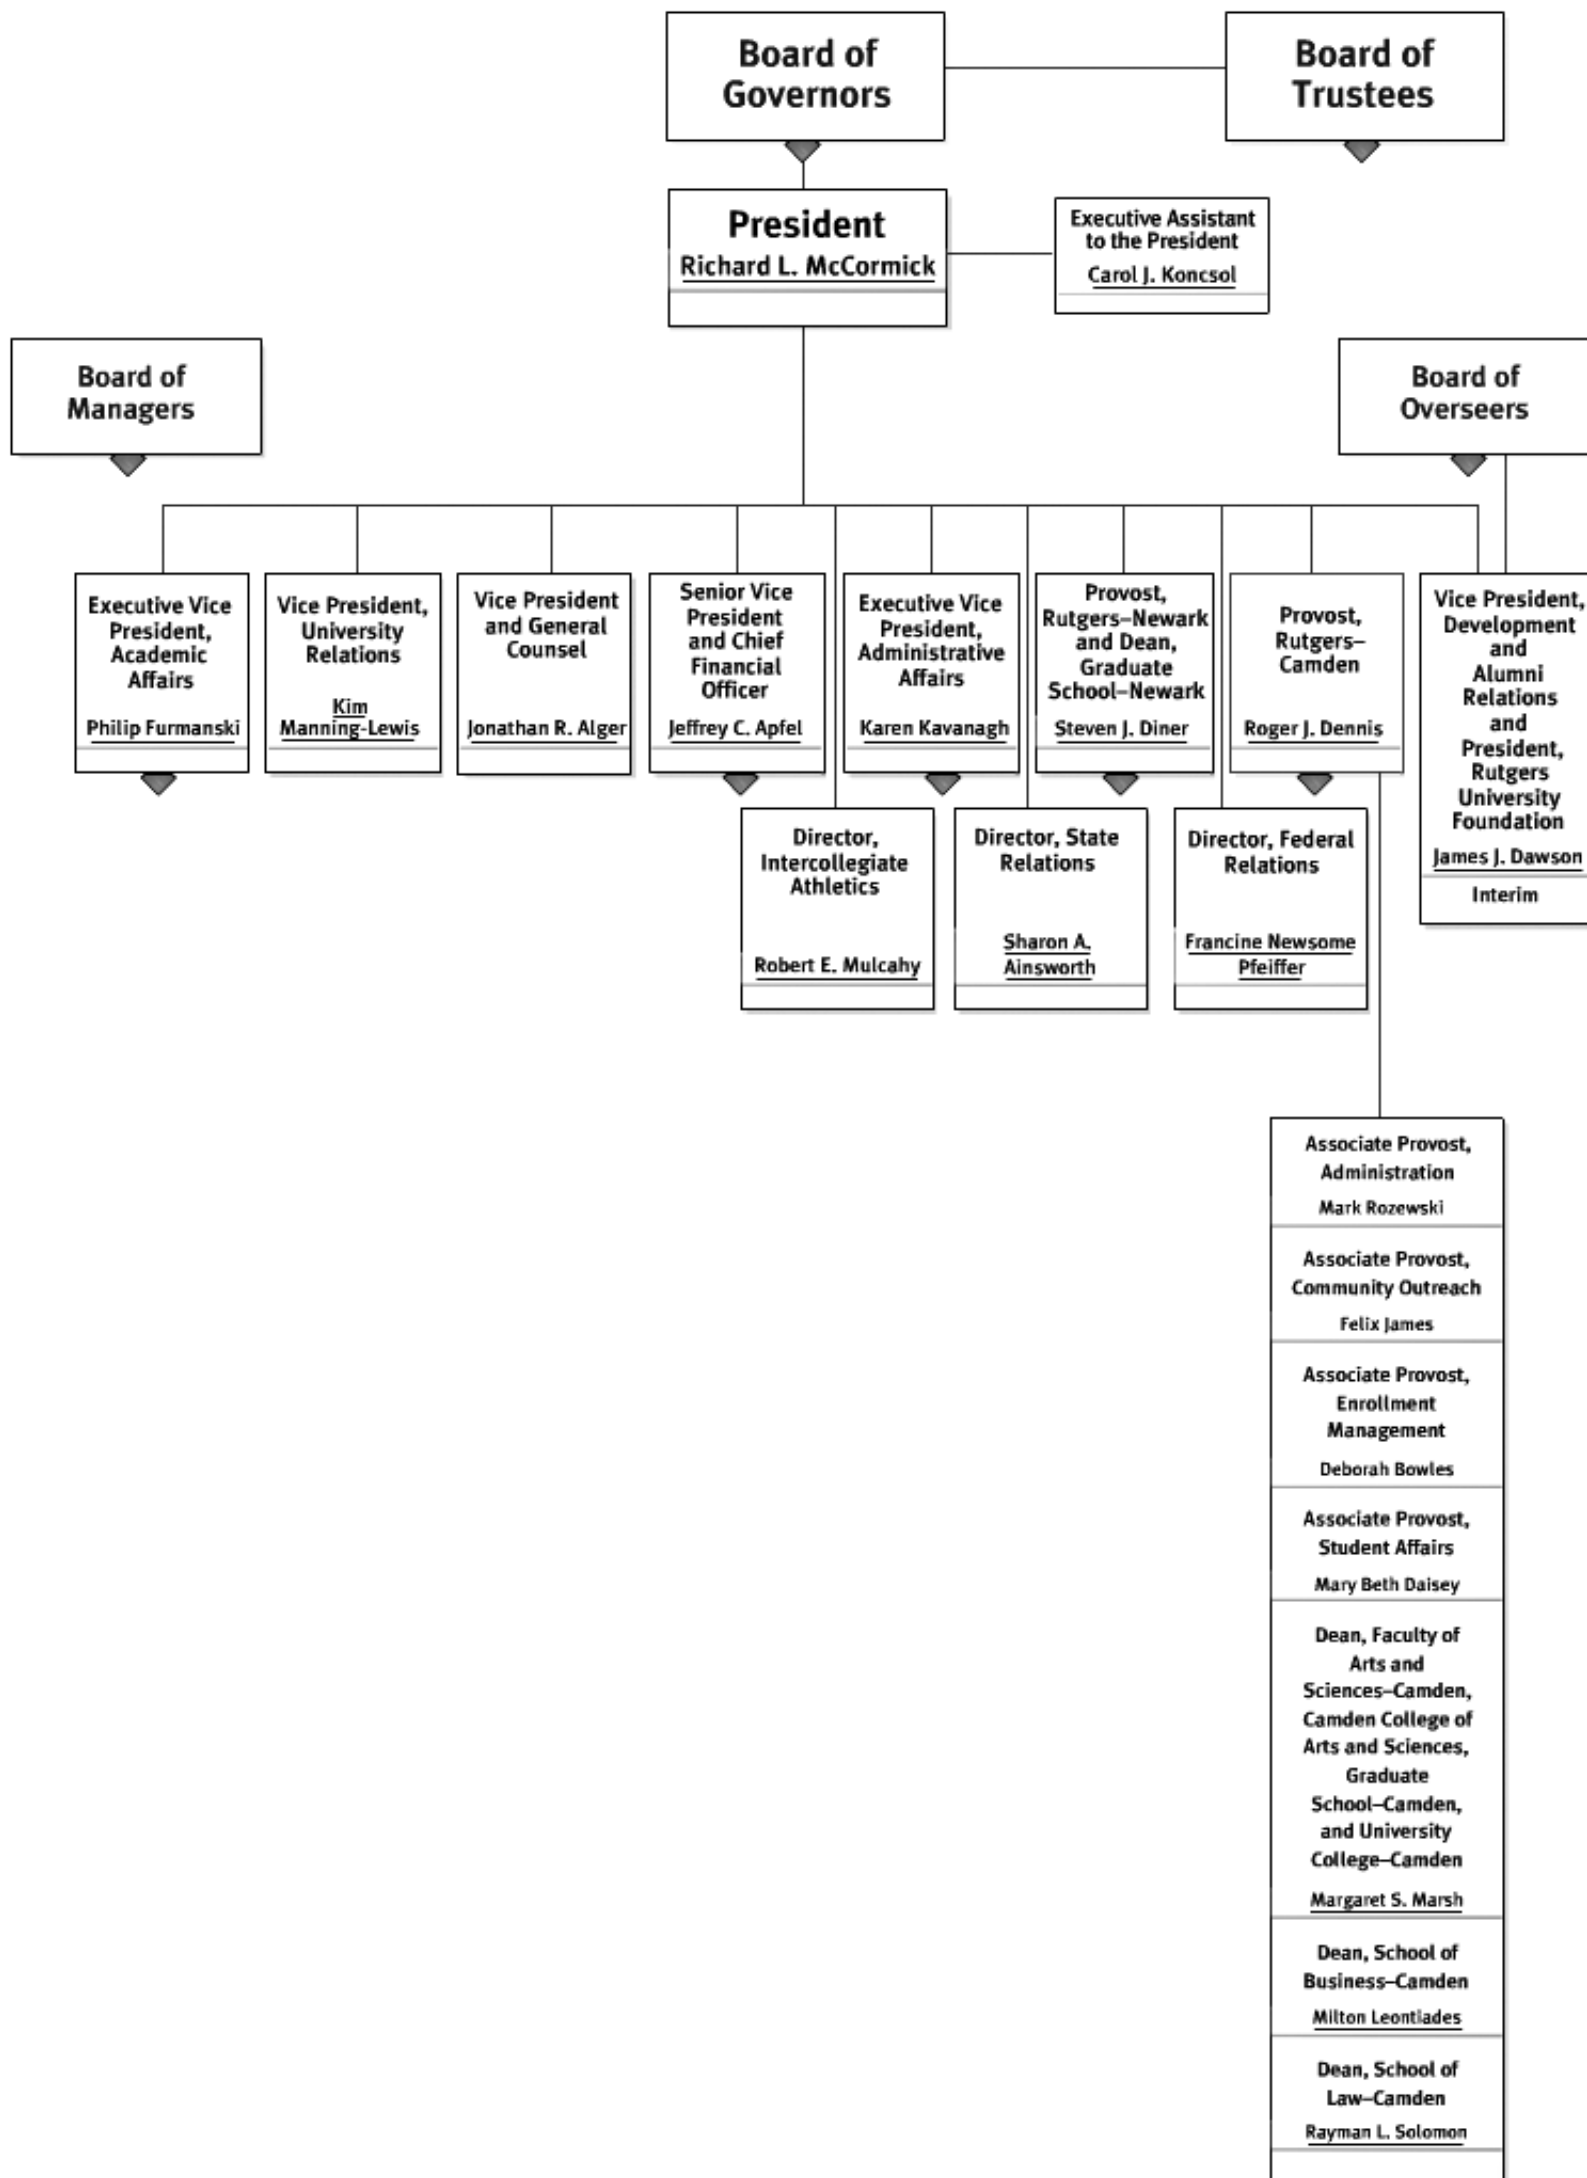 Board of
Governors
Board of
Trustees
President
Richard L. McCormick
Executive Assistant
to the President
Carol J. Koncsol
Board of
Managers
Board of
Overseers
Executive Vice
President,
Academic
Affairs
Philip Furmanski
Vice President,
University
Relations
Kim
Manning-Lewis
Vice President
and General
Counsel
Jonathan R. Alger
Senior Vice
President
and Chief
Financial
Officer
Jeffrey C. Apfel
Executive Vice
President,
Administrative
Affairs
Karen Kavanagh
Provost,
Rutgers–Newark
and Dean,
Graduate
School–Newark
Steven J. Diner
Provost,
Rutgers–
Camden
Roger J. Dennis
Vice President,
Development
and
Alumni
Relations
and
President,
Rutgers
University
Foundation
James J. Dawson
Interim
Director,
Intercollegiate
Athletics
Robert E. Mulcahy
Director, State
Relations
Sharon A.
Ainsworth
Director, Federal
Relations
Francine Newsome
Pfeiffer
Associate Provost,
Administration
Mark Rozewski
Associate Provost,
Community Outreach
Felix James
Associate Provost,
Enrollment
Management
Deborah Bowles
Associate Provost,
Student Affairs
Mary Beth Daisey
Dean, Faculty of
Arts and
Sciences–Camden,
Camden College of
Arts and Sciences,
Graduate
School–Camden,
and University
College–Camden
Margaret S. Marsh
Dean, School of
Business–Camden
Milton Leontiades
Dean, School of
Law–Camden
Rayman L. Solomon